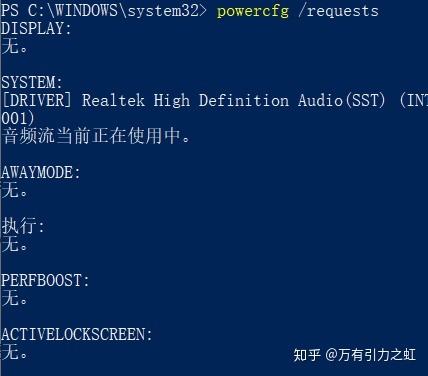 PS C:\WINDOWS\system32> powercfg /requests
DISPLAY:
无。
SYSTEM:
[DRIVER] Realtek High Definition Audio(SST) (INT
001)
音频流当前正在使用中。
AWAYMODE:
无。
执行:
无。
PERFBOOST:
无。
ACTIVELOCKSCREEN:
无。
知乎 @万有引力之虹